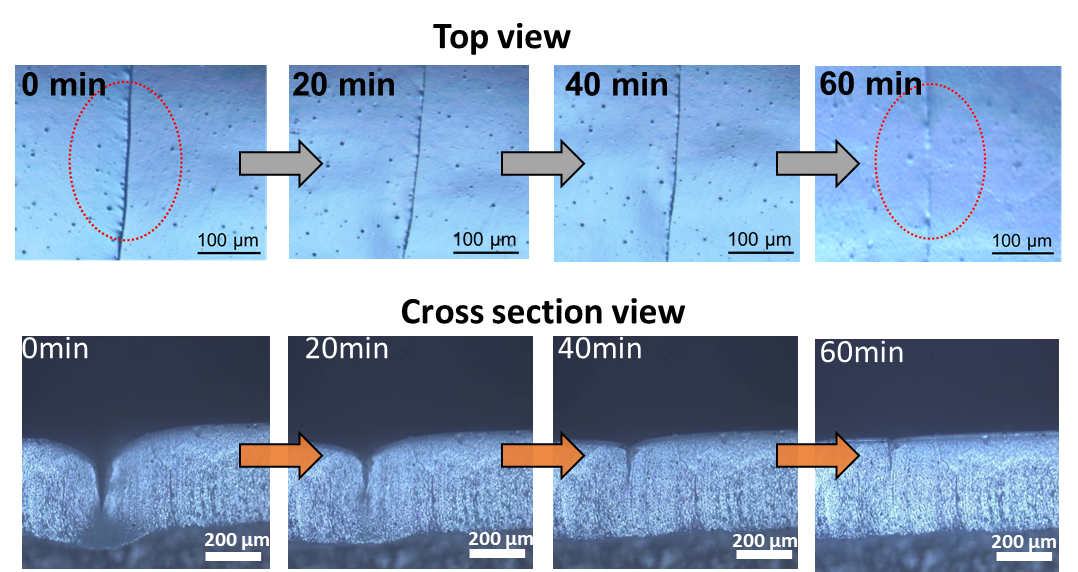 Top view
0 min
20 min
40 min
60 min
100 µm
100 µm
100 µm
100 µm
Cross section view
0min
20min
40min
60min
200 µm
200 µm
200 µm
200 µm